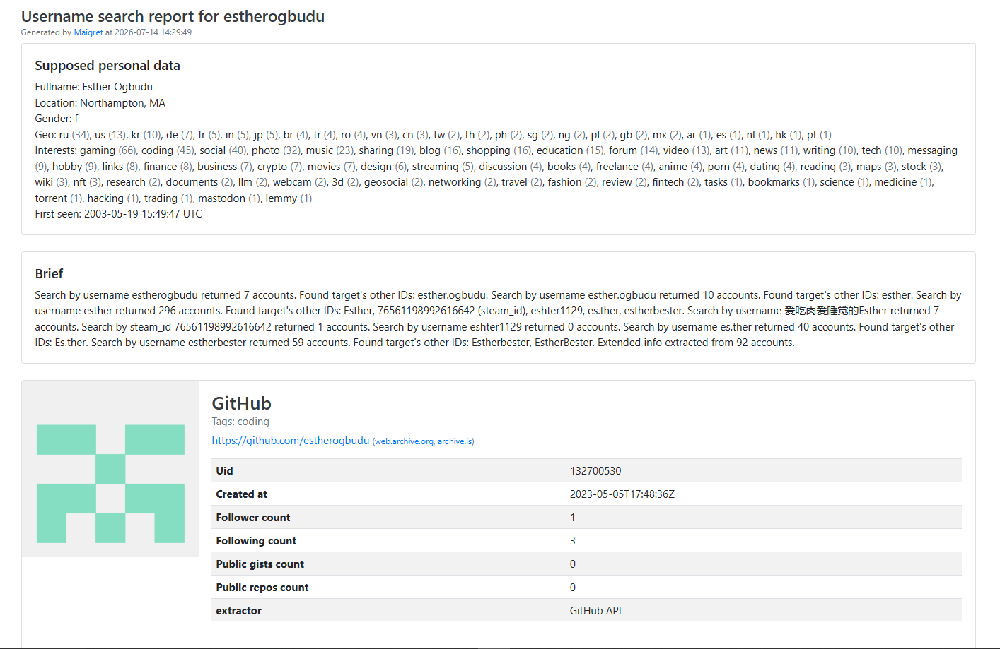 Username search report for estherogbudu
Generated by Maigret at 2026-07-14 14:29:49
Supposed personal data
Fullname: Esther Ogbudu
Location: Northampton, MA
Gender: f
Geo: ru (34), us (13), kr (10), de (7), fr (5), in (5), jp (5), br (4), tr (4), ro (4), vn (3), cn (3), tw (2), th (2), ph (2), sg (2), ng (2), pl (2), gb (2), mx (2), ar (1), es (1), nl (1), hk (1), pt (1)
Interests: gaming (66), coding (45), social (40), photo (32), music (23), sharing (19), blog (16), shopping (16), education (15), forum (14), video (13), art (11), news (11), writing (10), tech (10), messaging
(9), hobby (9), links (8), finance (8), business (7), crypto (7), movies (7), design (6), streaming (5), discussion (4), books (4), freelance (4), anime (4), porn (4), dating (4), reading (3), maps (3), stock (3),
wiki (3), nft (3), research (2), documents (2), llm (2), webcam (2), 3d (2), geosocial (2), networking (2), travel (2), fashion (2), review (2), fintech (2), tasks (1), bookmarks (1), science (1), medicine (1),
torrent (1), hacking (1), trading (1), mastodon (1), lemmy (1)
First seen: 2003-05-19 15:49:47 UTC
Brief
Search by username estherogbudu returned 7 accounts. Found target's other IDs: esther.ogbudu. Search by username esther.ogbudu returned 10 accounts. Found target's other IDs: esther. Search by
username esther returned 296 accounts. Found target's other IDs: Esther, 76561198992616642 (steam_id), eshter1129, es.ther, estherbester. Search by username 爱吃肉爱睡觉的Esther returned 7
accounts. Search by steam_id 76561198992616642 returned 1 accounts. Search by username eshter1129 returned 0 accounts. Search by username es.ther returned 40 accounts. Found target's other
IDs: Es.ther. Search by username estherbester returned 59 accounts. Found target's other IDs: Estherbester, EstherBester. Extended info extracted from 92 accounts.
GitHub
Tags: coding
https://github.com/estherogbudu (web.archive.org, archive.is)
Uid 132700530
Created at 2023-05-05T17:48:36Z
Follower count 1
Following count 3
Public gists count 0
Public repos count 0
extractor GitHub API